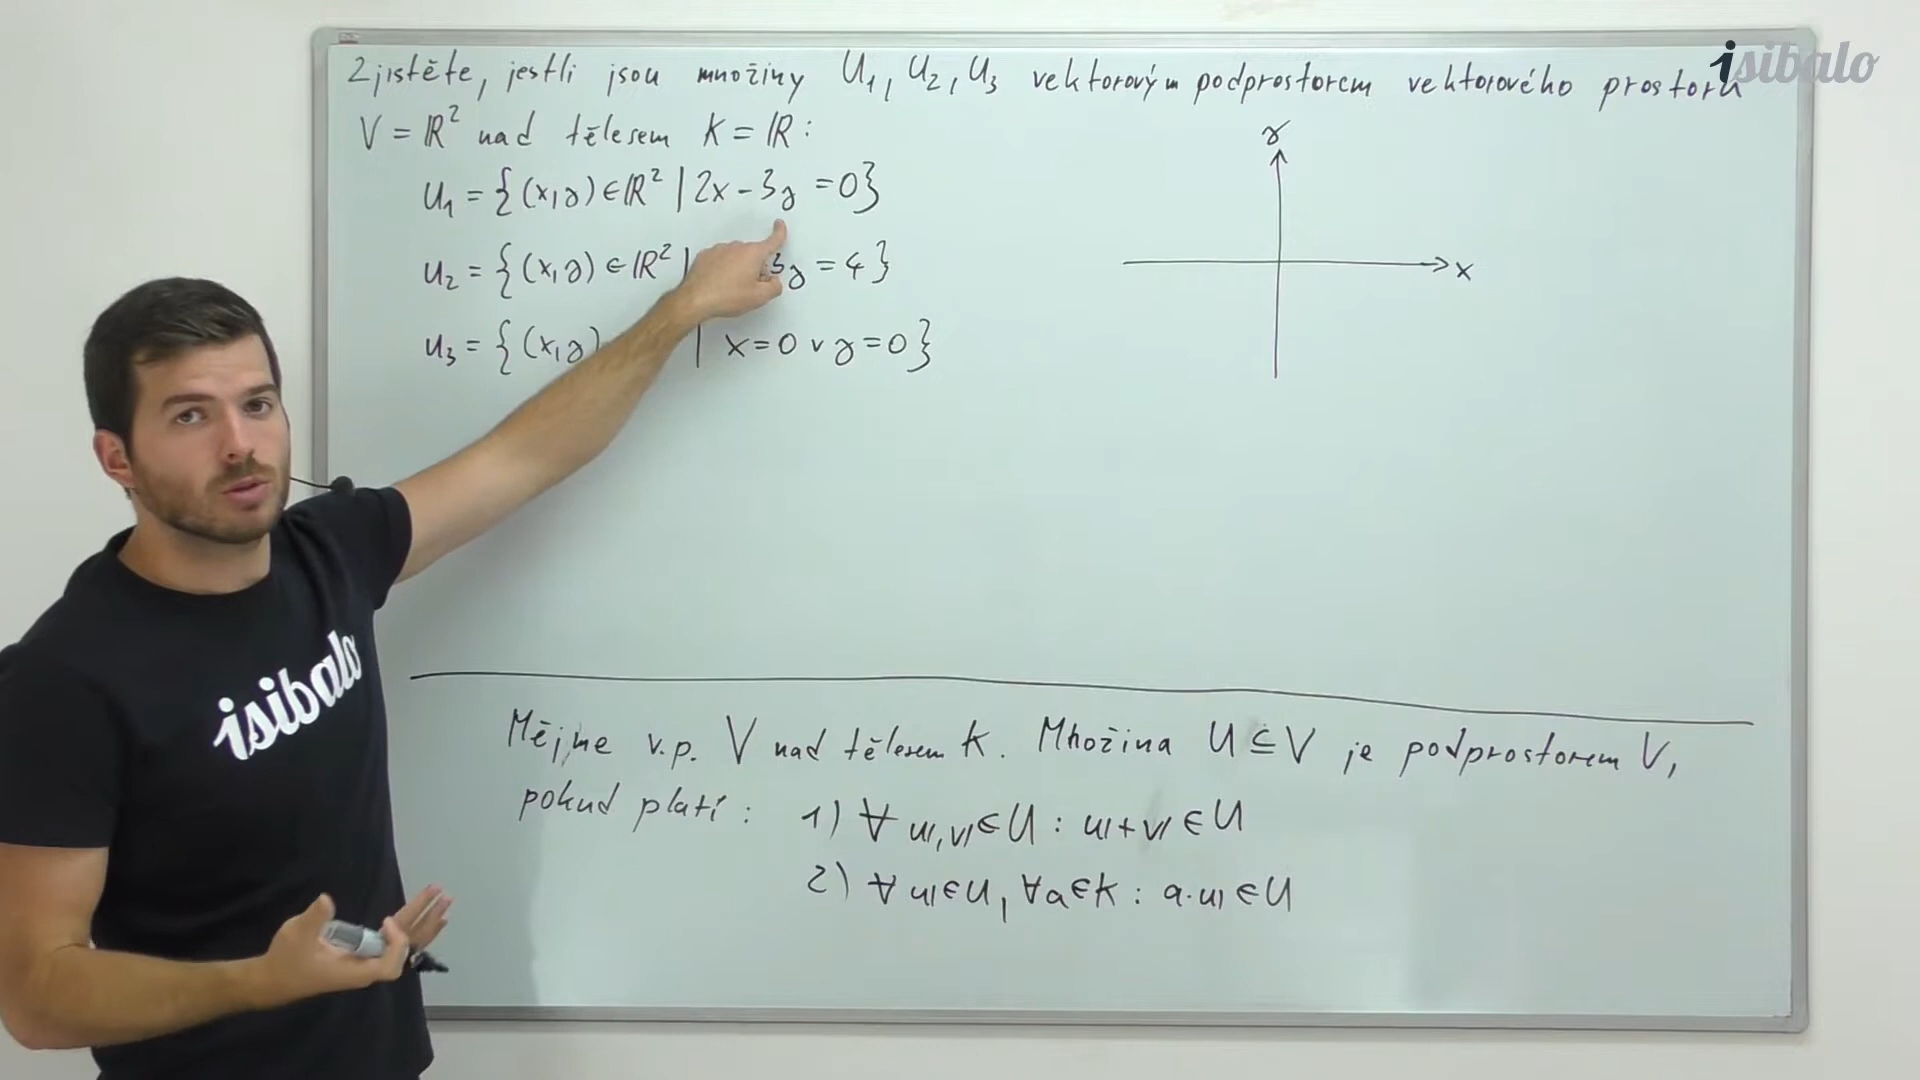 isibalo
Zjistěte, jestli jsou množiny U₁, U₂, U₃ vektorovým podprostorem vektorového prostoru
V = ℝ² nad tělesem K = ℝ:
U₁ = {(x,y) ∈ ℝ² | 2x - 3y = 0}
U₂ = {(x,y) ∈ ℝ² | 3y = 4}
U₃ = {(x,y) | x = 0 ∨ y = 0}
y
x
isibalo
Mějme v.p. V nad tělesem K. Množina U ⊆ V je podprostorem V,
pokud platí: 1) ∀ u, v ∈ U : u + v ∈ U
2) ∀ u ∈ U, ∀ a ∈ K : a·u ∈ U